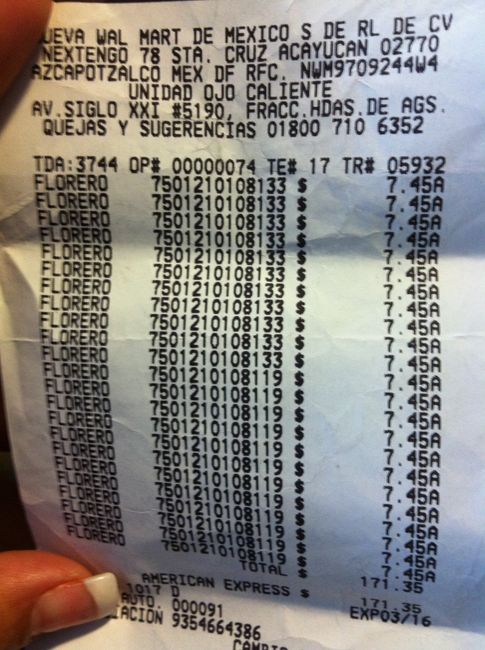 UEVA WAL MART DE MEXICO S DE RL DE CV
NEXTENGO 78 STA. CRUZ ACAYUCAN 02770
AZCAPOTZALCO MEX DF RFC. NWM9709244W4
UNIDAD OJO CALIENTE
AV.SIGLO XXI #5190, FRACC.HDAS.DE AGS.
QUEJAS Y SUGERENCIAS 01800 710 6352
TDA:3744 OP# 00000074 TE# 17 TR# 05932
FLORERO 7501210108133 $ 7.45A
FLORERO 7501210108133 $ 7.45A
FLORERO 7501210108133 $ 7.45A
FLORERO 7501210108133 $ 7.45A
FLORERO 7501210108133 $ 7.45A
FLORERO 7501210108133 $ 7.45A
FLORERO 7501210108133 $ 7.45A
FLORERO 7501210108133 $ 7.45A
FLORERO 7501210108133 $ 7.45A
FLORERO 7501210108133 $ 7.45A
FLORERO 7501210108133 $ 7.45A
FLORERO 7501210108119 $ 7.45A
FLORERO 7501210108119 $ 7.45A
FLORERO 7501210108119 $ 7.45A
FLORERO 7501210108119 $ 7.45A
FLORERO 7501210108119 $ 7.45A
FLORERO 7501210108119 $ 7.45A
FLORERO 7501210108119 $ 7.45A
FLORERO 7501210108119 $ 7.45A
FLORERO 7501210108119 $ 7.45A
FLORERO 7501210108119 $ 7.45A
FLORERO 7501210108119 $ 7.45A
FLORERO 7501210108119 $ 7.45A
TOTAL $ 171.35
AMERICAN EXPRESS $ 171.35
1017 D EXP03/16
AUTO. 000091
ACIÓN 9354664386